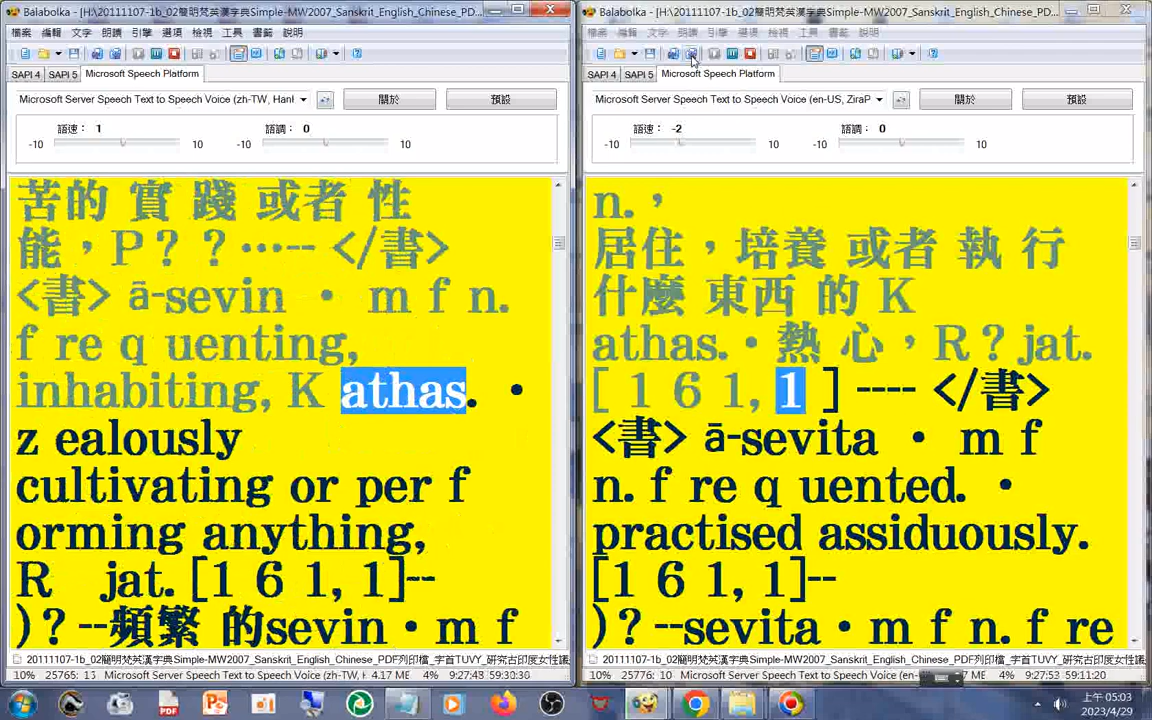 Balabolka - [H:\20111107-1b_02簡明梵英漢字典Simple-MW2007_Sanskrit_English_Chinese_PD...
檔案 編輯 文字 朗讀 引擎 選項 檢視 工具 書籤 說明
SAPI 4 SAPI 5 Microsoft Speech Platform
Microsoft Server Speech Text to Speech Voice (zh-TW, Hanl
關於 預設
語速： 1 語調： 0
-10 10 -10 10
苦的 實 踐 或者 性
能，P？？…-- </書>
<書> ā-sevin ・ m f n.
f re q uenting,
inhabiting, K athas. ・
z ealously
cultivating or per f
orming anything,
R jat. [1 6 1, 1]--
)? --頻繁 的sevin・m f
20111107-1b_02簡明梵英漢字典Simple-MW2007_Sanskrit_English_Chinese_PDF列印檔_字首TUVY_研究古印度女性議
10% 25765: 13 Microsoft Server Speech Text to Speech Voice (zh-TW, H 4.17 MB 4% 9:27:48 59:30:36
Balabolka - [H:\20111107-1b_02簡明梵英漢字典Simple-MW2007_Sanskrit_English_Chinese_PD...
檔案 編輯 文字 朗讀 引擎 選項 檢視 工具 書籤 說明
SAPI 4 SAPI 5 Microsoft Speech Platform
Microsoft Server Speech Text to Speech Voice (en-US, ZiraP
關於 預設
語速： -2 語調： 0
-10 10 -10 10
n.，
居住，培養 或者 執 行
什麼 東西 的 K
athas.・熱 心，R？jat.
[ 1 6 1, 1 ] ---- </書>
<書> ā-sevita ・ m f
n. f re q uented. ・
practised assiduously.
[1 6 1, 1]--
)? --sevita・m f n. f re
20111107-1b_02簡明梵英漢字典Simple-MW2007_Sanskrit_English_Chinese_PDF列印檔_字首TUVY_研究古印度女性議
10% 25776: 10 Microsoft Server Speech Text to Speech Voice 4.17 MB 4% 9:27:45 59:11:20
上午 05:03
2023/4/29